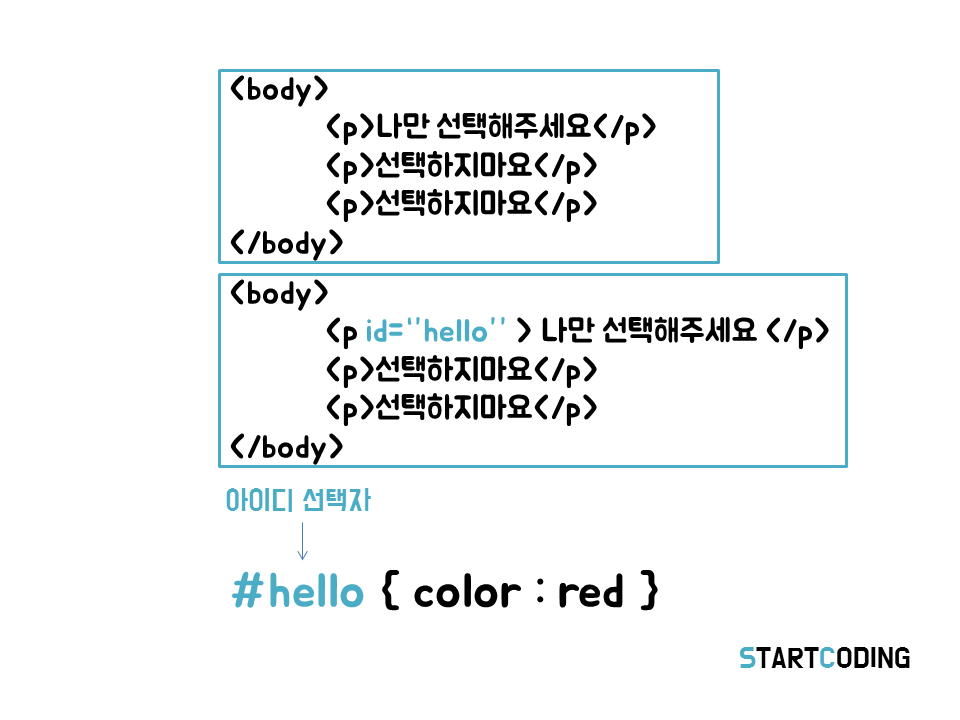 <body>
<p>나만 선택해주세요</p>
<p>선택하지마요</p>
<p>선택하지마요</p>
</body>
<body>
<p id=‘’hello’’ > 나만 선택해주세요 </p>
<p>선택하지마요</p>
<p>선택하지마요</p>
</body>
아이디 선택자
#hello { color : red }
STARTCODING